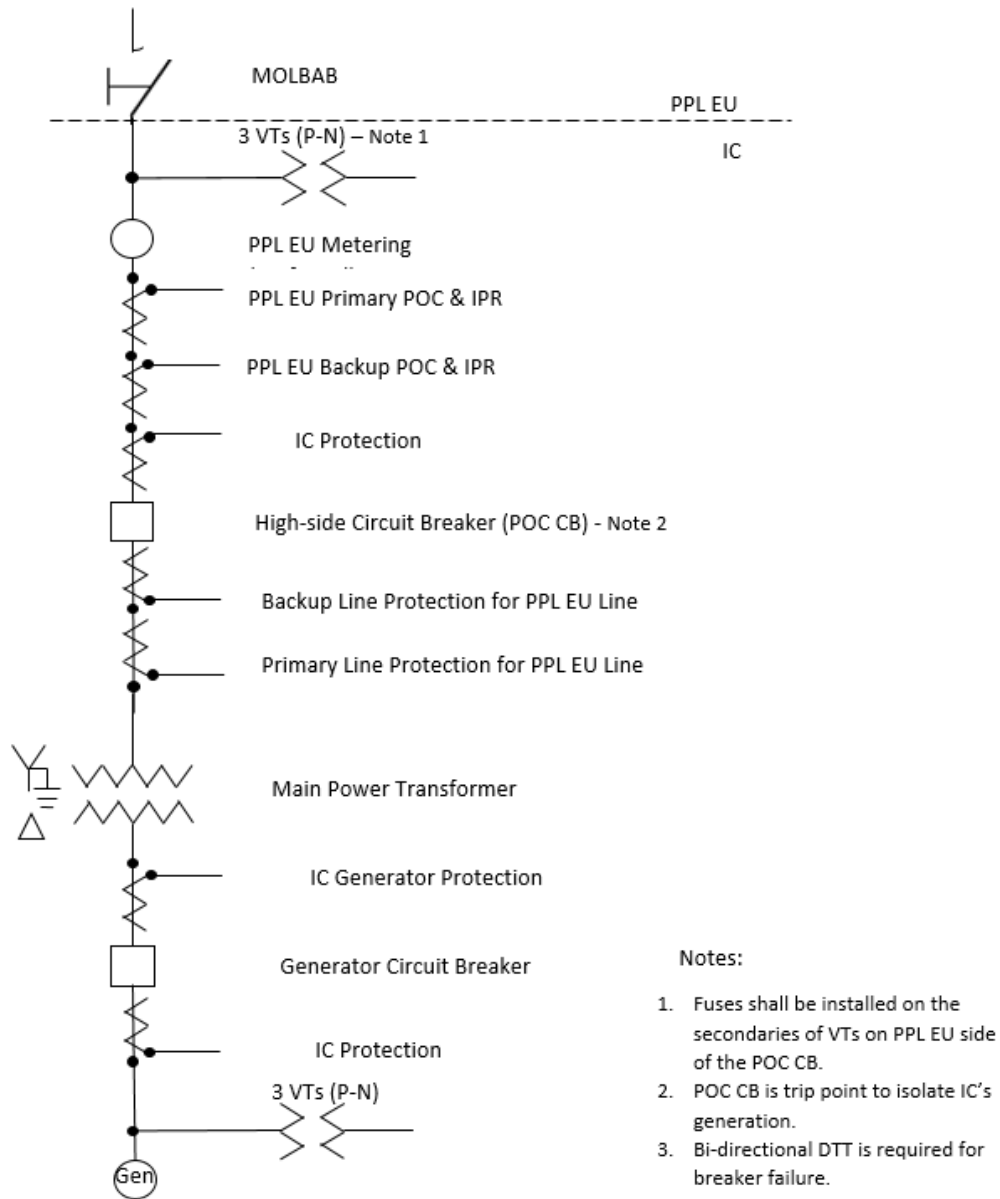 MOLBAB
PPL EU
3 VTs (P-N) – Note 1
IC
PPL EU Metering
PPL EU Primary POC & IPR
PPL EU Backup POC & IPR
IC Protection
High-side Circuit Breaker (POC CB) - Note 2
Backup Line Protection for PPL EU Line
Primary Line Protection for PPL EU Line
Main Power Transformer
IC Generator Protection
Generator Circuit Breaker
IC Protection
3 VTs (P-N)
Gen
Notes:
1. Fuses shall be installed on the
secondaries of VTs on PPL EU side
of the POC CB.
2. POC CB is trip point to isolate IC's
generation.
3. Bi-directional DTT is required for
breaker failure.